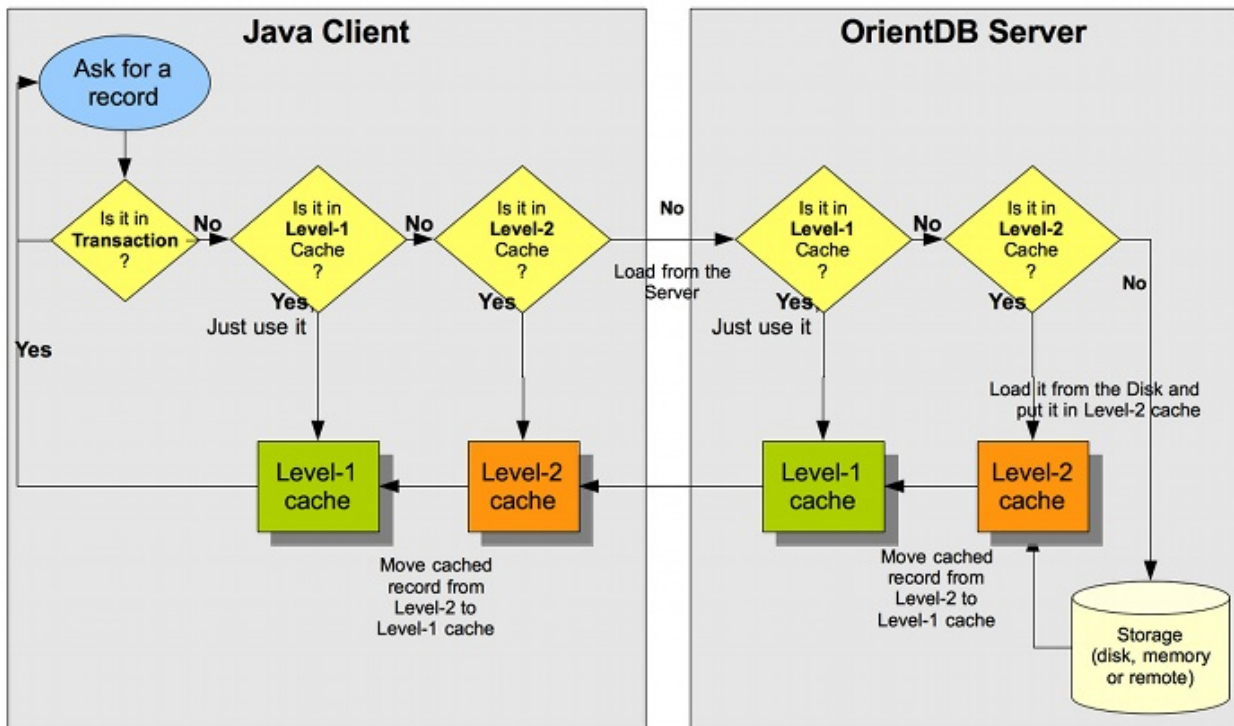 Java Client
OrientDB Server
Ask for a
record
Is it in
Transaction
?
No
Is it in
Level-1
Cache
?
No
Is it in
Level-2
Cache
?
No
Load from the
Server
Is it in
Level-1
Cache
?
No
Is it in
Level-2
Cache
?
No
Yes,
Just use it
Yes
Yes,
Just use it
Yes
Yes
Load it from the Disk and
put it in Level-2 cache
Level-1
cache
Level-2
cache
Level-1
cache
Level-2
cache
Move cached
record from
Level-2 to
Level-1 cache
Move cached
record from
Level-2 to
Level-1 cache
Storage
(disk, memory
or remote)